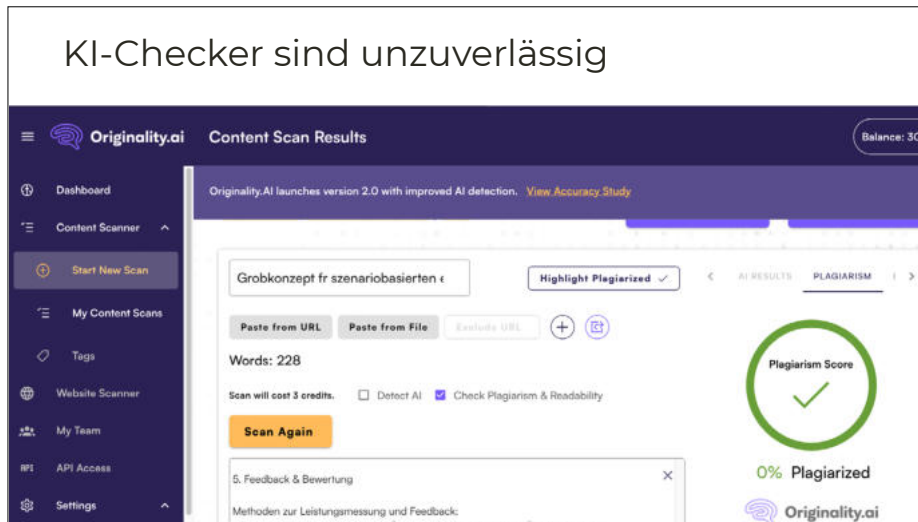 KI-Checker sind unzuverlässig
Originality.ai
Content Scan Results
Balance: 30
Dashboard
Content Scanner
Start New Scan
My Content Scans
Tags
Website Scanner
My Team
API API Access
Settings
Originality.AI launches version 2.0 with improved AI detection. View Accuracy Study
Grobkonzept fr szenariobasierten e
Highlight Plagiarized
AI RESULTS PLAGIARISM
Paste from URL Paste from File Exclude URL
Words: 228
Scan will cost 3 credits. Detect AI Check Plagiarism & Readability
Scan Again
5. Feedback & Bewertung
Methoden zur Leistungsmessung und Feedback:
Plagiarism Score
0% Plagiarized
Originality.ai